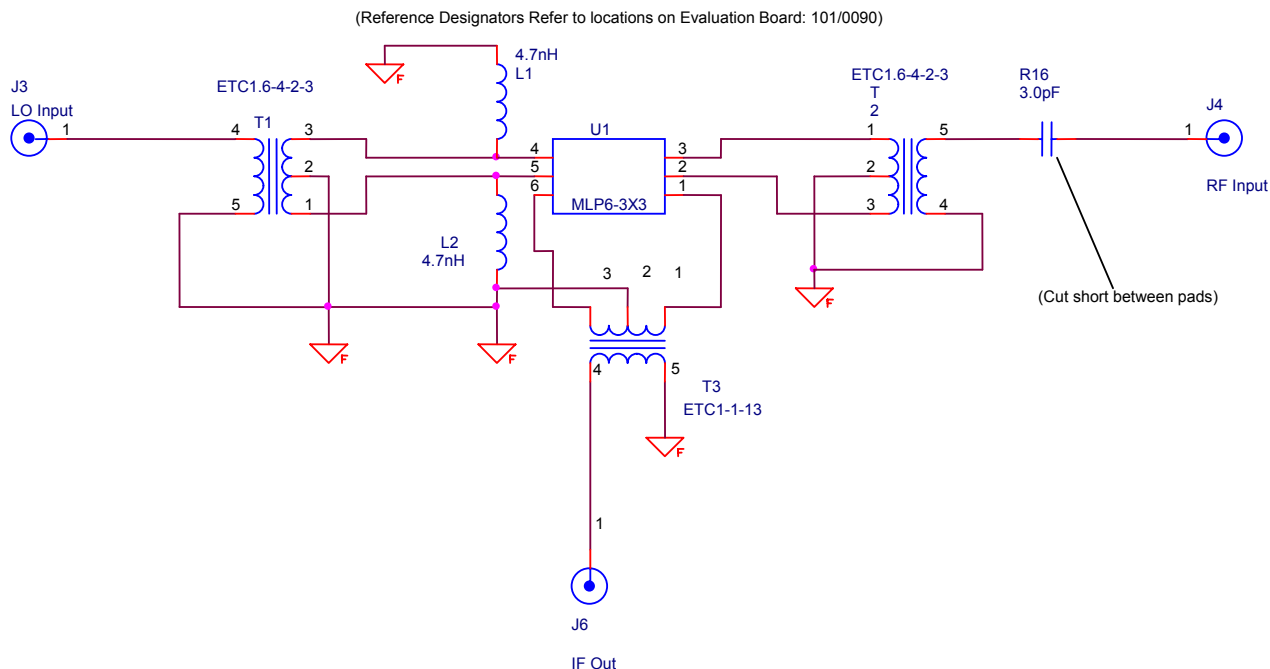 (Reference Designators Refer to locations on Evaluation Board: 101/0090)
4.7nH
L1
F
J3
LO Input
1
ETC1.6-4-2-3
T1
4
3
2
5
1
U1
4
5
6
3
2
1
MLP6-3X3
ETC1.6-4-2-3
T
2
1
2
3
5
4
R16
3.0pF
J4
1
RF Input
L2
4.7nH
3
2
1
(Cut short between pads)
F
F
F
4
5
T3
ETC1-1-13
F
1
J6
IF Out